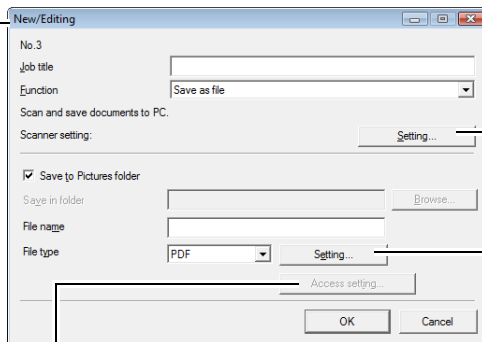 New/Editing
No.3
Job title
Function Save as file
Scan and save documents to PC.
Scanner setting: Setting...
Save to Pictures folder
Save in folder Browse...
File name
File type PDF Setting...
Access setting...
OK Cancel